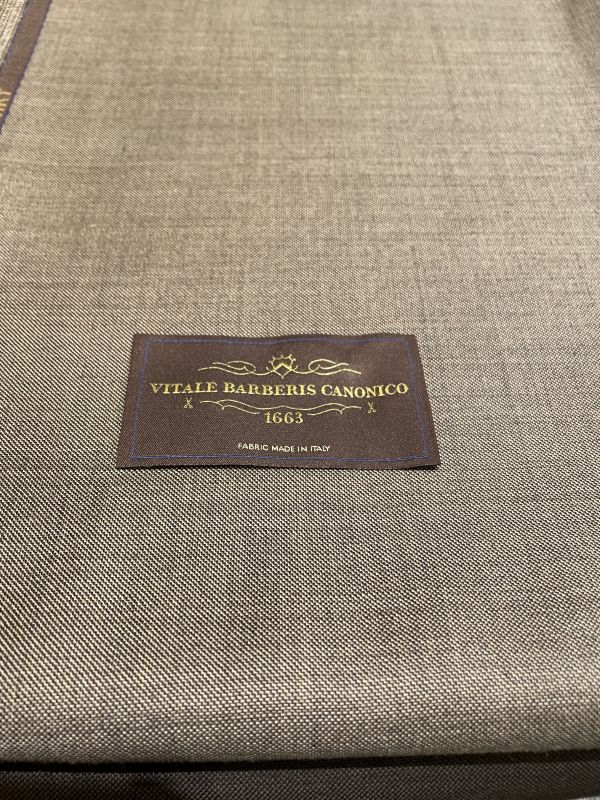 VITALE BARBERIS CANONICO
1663
FABRIC MADE IN ITALY